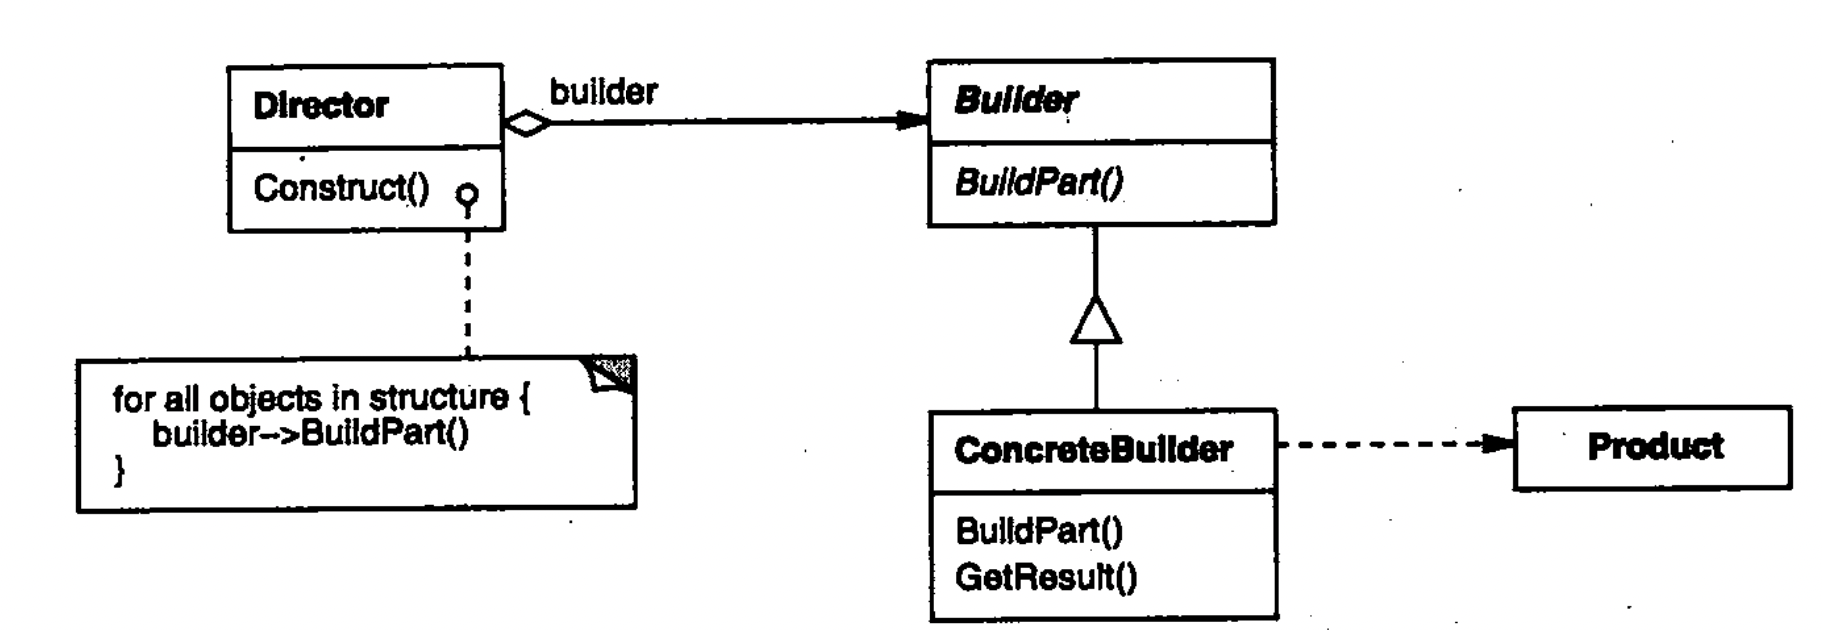 Director
builder
Builder
Construct()
BuildPart()
for all objects in structure {
builder->BuildPart()
}
ConcreteBuilder
Product
BuildPart()
GetResult()